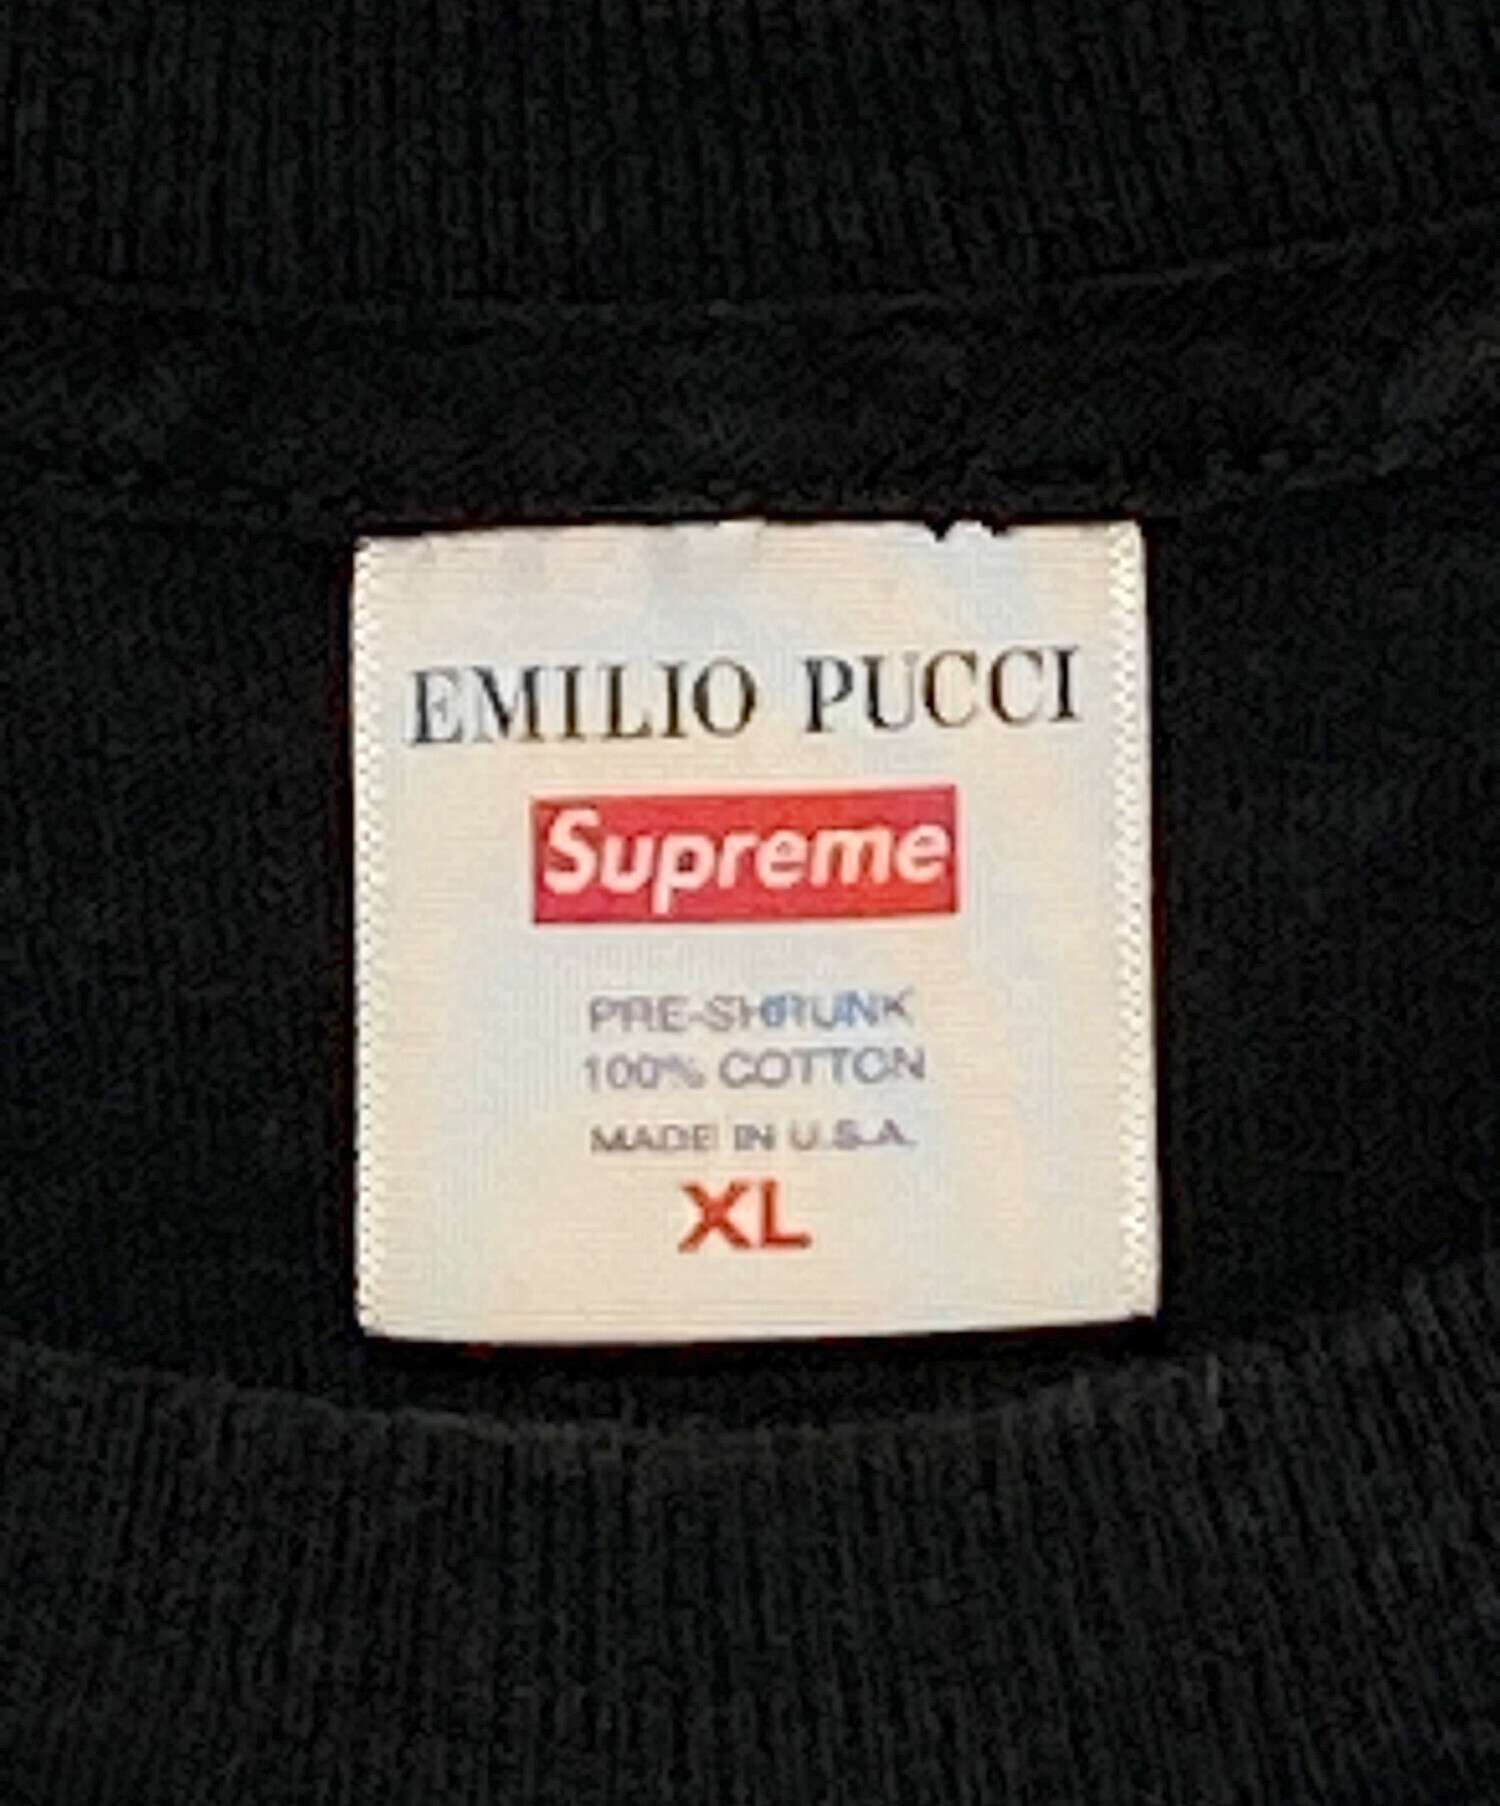 EMILIO PUCCI
Supreme
PRE-SHRUNK
100% COTTON
MADE IN U.S.A.
XL